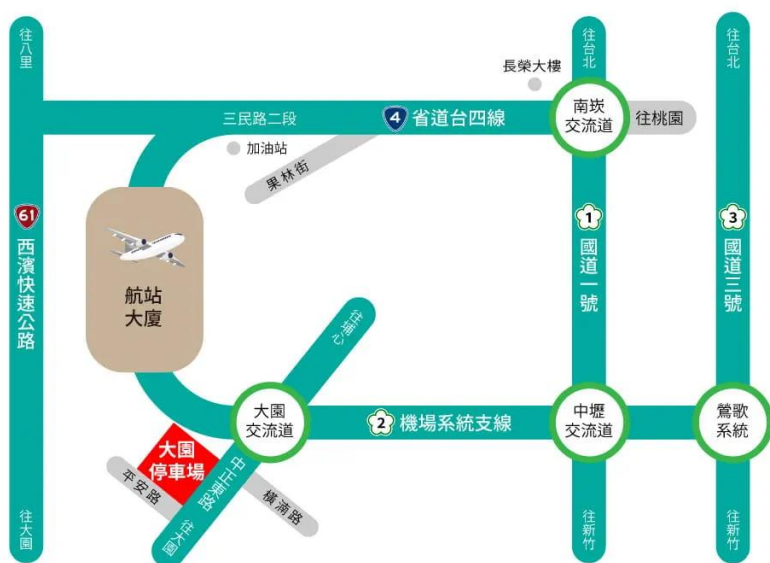 往八里
往台北
往台北
長榮大樓
三民路二段
4 省道台四線
南崁
交流道
往桃園
加油站
果林街
61
西濱快速公路
航站
大廈
1
國道一號
3
國道三號
往埔心
大園
交流道
2 機場系統支線
中壢
交流道
鶯歌
系統
大園
停車場
平安路
中正東路
橫湳路
往大園
往大園
往新竹
往新竹